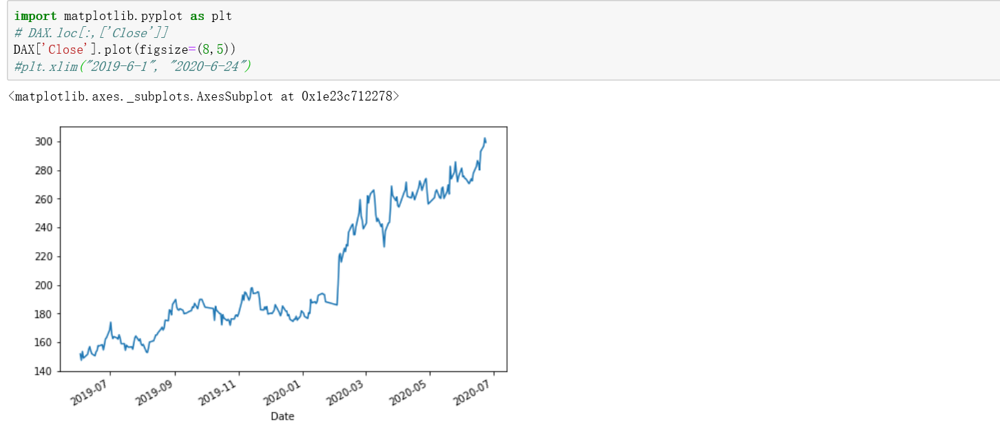 import matplotlib.pyplot as plt
# DAX.loc[:,['Close']]
DAX['Close'].plot(figsize=(8,5))
#plt.xlim("2019-6-1", "2020-6-24")
<matplotlib.axes._subplots.AxesSubplot at 0x1e23c712278>
300
280
260
240
220
200
180
160
140
2019-07 2019-09 2019-11 2020-01 2020-03 2020-05 2020-07
Date